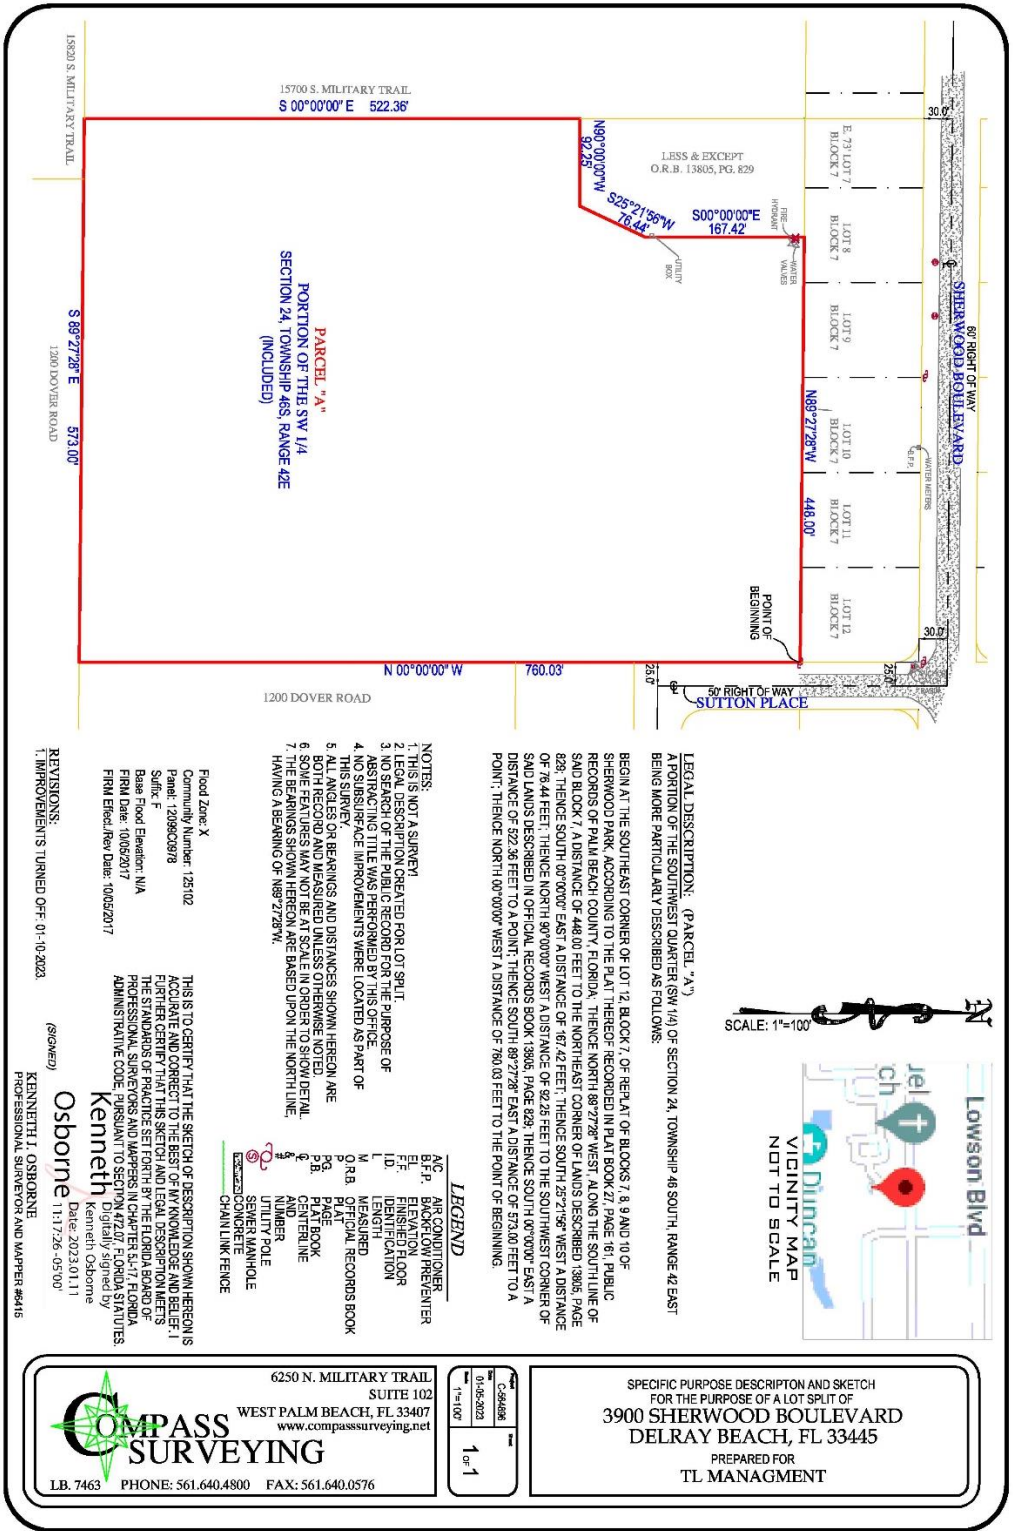 SHERWOOD BOULEVARD
60' RIGHT OF WAY
30.0'
30.0'
E. 73' LOT 7
BLOCK 7
LOT 8
BLOCK 7
LOT 9
BLOCK 7
LOT 10
BLOCK 7
LOT 11
BLOCK 7
LOT 12
BLOCK 7
WATER METERS
B.F.P.
FIRE
HYDRANT
WATER
VALVES
UTILITY
BOX
LESS & EXCEPT
O.R.B. 13805, PG. 829
15700 S. MILITARY TRAIL
S 00°00'00" E 522.36'
N90°00'00"W
92.25'
S25°21'56"W
76.44'
S00°00'00"E
167.42'
N89°27'28"W 448.00'
POINT OF
BEGINNING
25.0'
25.0'
50' RIGHT OF WAY
SUTTON PLACE
N 00°00'00" W 760.03'
1200 DOVER ROAD
PARCEL "A"
PORTION OF THE SW 1/4
SECTION 24, TOWNSHIP 46S, RANGE 42E
(INCLUDED)
15820 S. MILITARY TRAIL
S 89°27'28" E 573.00'
1200 DOVER ROAD
N
SCALE: 1"=100'
Lowson Blvd
uel
ch
Duncan
VICINITY MAP
NOT TO SCALE
LEGAL DESCRIPTION: (PARCEL "A")
A PORTION OF THE SOUTHWEST QUARTER (SW 1/4) OF SECTION 24, TOWNSHIP 46 SOUTH, RANGE 42 EAST
BEING MORE PARTICULARLY DESCRIBED AS FOLLOWS:
BEGIN AT THE SOUTHEAST CORNER OF LOT 12, BLOCK 7, OF REPLAT OF BLOCKS 7, 8, 9 AND 10 OF
SHERWOOD PARK, ACCORDING TO THE PLAT THEREOF RECORDED IN PLAT BOOK 27, PAGE 161, PUBLIC
RECORDS OF PALM BEACH COUNTY, FLORIDA; THENCE NORTH 89°27'28" WEST, ALONG THE SOUTH LINE OF
SAID BLOCK 7, A DISTANCE OF 448.00 FEET TO THE NORTHEAST CORNER OF LANDS DESCRIBED 13805, PAGE
829; THENCE SOUTH 00°00'00" EAST A DISTANCE OF 167.42 FEET; THENCE SOUTH 25°21'56" WEST A DISTANCE
OF 76.44 FEET; THENCE NORTH 90°00'00" WEST A DISTANCE OF 92.25 FEET TO THE SOUTHWEST CORNER OF
SAID LANDS DESCRIBED IN OFFICIAL RECORDS BOOK 13805, PAGE 829; THENCE SOUTH 00°00'00" EAST A
DISTANCE OF 522.36 FEET TO A POINT; THENCE SOUTH 89°27'28" EAST A DISTANCE OF 573.00 FEET TO A
POINT; THENCE NORTH 00°00'00" WEST A DISTANCE OF 760.03 FEET TO THE POINT OF BEGINNING.
NOTES:
1. THIS IS NOT A SURVEY!
2. LEGAL DESCRIPTION CREATED FOR LOT SPLIT.
3. NO SEARCH OF THE PUBLIC RECORD FOR THE PURPOSE OF
ABSTRACTING TITLE WAS PERFORMED BY THIS OFFICE.
4. NO SUBSURFACE IMPROVEMENTS WERE LOCATED AS PART OF
THIS SURVEY.
5. ALL ANGLES OR BEARINGS AND DISTANCES SHOWN HEREON ARE
BOTH RECORD AND MEASURED UNLESS OTHERWISE NOTED.
6. SOME FEATURES MAY NOT BE AT SCALE IN ORDER TO SHOW DETAIL.
7. THE BEARINGS SHOWN HEREON ARE BASED UPON THE NORTH LINE,
HAVING A BEARING OF N89°27'28"W.
LEGEND
A/C AIR CONDITIONER
B.F.P. BACKFLOW PREVENTER
EL ELEVATION
F.F. FINISHED FLOOR
I.D. IDENTIFICATION
L LENGTH
M MEASURED
O.R.B. OFFICIAL RECORDS BOOK
P PLAT
PG. PAGE
P.B. PLAT BOOK
℄ CENTERLINE
& AND
# NUMBER
UTILITY POLE
SEWER MANHOLE
CONCRETE
CHAIN LINK FENCE
Flood Zone: X
Community Number: 125102
Panel: 12099C0978
Suffix: F
Base Flood Elevation: N/A
FIRM Date: 10/05/2017
FIRM Effect./Rev Date: 10/05/2017
THIS IS TO CERTIFY THAT THE SKETCH OF DESCRIPTION SHOWN HEREON IS
ACCURATE AND CORRECT TO THE BEST OF MY KNOWLEDGE AND BELIEF. I
FURTHER CERTIFY THAT THIS SKETCH AND LEGAL DESCRIPTION MEETS
THE STANDARDS OF PRACTICE SET FORTH BY THE FLORIDA BOARD OF
PROFESSIONAL SURVEYORS AND MAPPERS IN CHAPTER 5J-17, FLORIDA
ADMINISTRATIVE CODE, PURSUANT TO SECTION 472.07, FLORIDA STATUTES.
REVISIONS:
1. IMPROVEMENTS TURNED OFF: 01-10-2023.
(SIGNED)
Kenneth
Osborne
Digitally signed by
Kenneth Osborne
Date: 2023.01.11
11:17:26 -05'00'
KENNETH J. OSBORNE
PROFESSIONAL SURVEYOR AND MAPPER #6415
COMPASS
SURVEYING
6250 N. MILITARY TRAIL
SUITE 102
WEST PALM BEACH, FL 33407
www.compasssurveying.net
LB. 7463 PHONE: 561.640.4800 FAX: 561.640.0576
01-05-2023
1"=100'
1 OF 1
SPECIFIC PURPOSE DESCRIPTON AND SKETCH
FOR THE PURPOSE OF A LOT SPLIT OF
3900 SHERWOOD BOULEVARD
DELRAY BEACH, FL 33445
PREPARED FOR
TL MANAGMENT